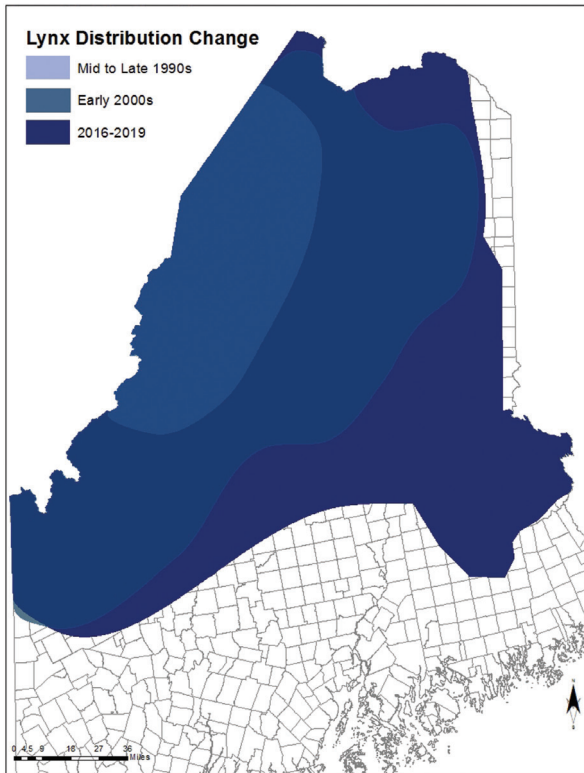 Lynx Distribution Change
Mid to Late 1990s
Early 2000s
2016-2019
0 4.5 9 18 27 36
Miles